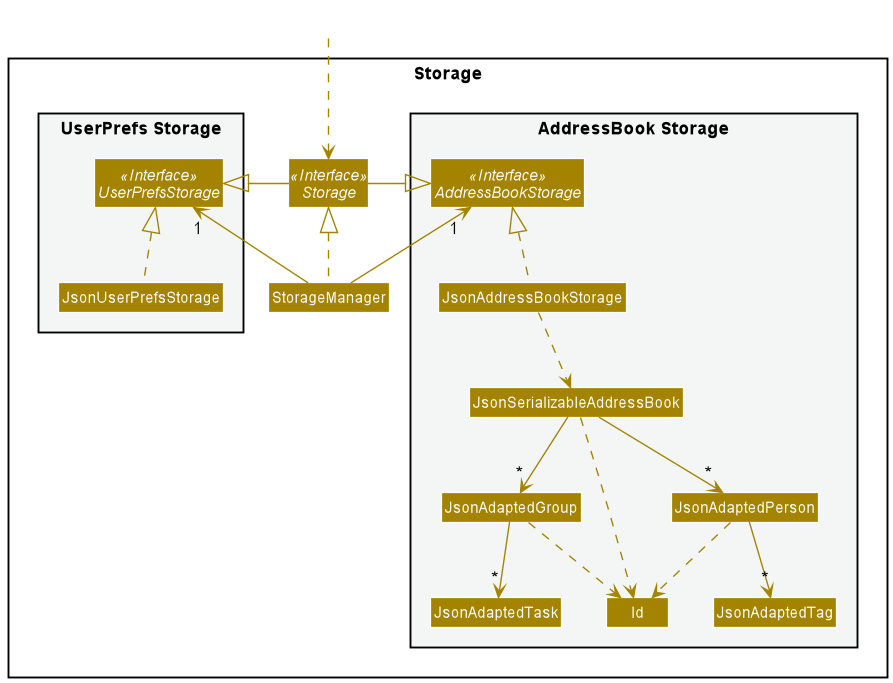 Storage
UserPrefs Storage
AddressBook Storage
«Interface»
UserPrefsStorage
«Interface»
Storage
«Interface»
AddressBookStorage
1
1
JsonUserPrefsStorage
StorageManager
JsonAddressBookStorage
JsonSerializableAddressBook
*
*
JsonAdaptedGroup
JsonAdaptedPerson
*
*
JsonAdaptedTask
Id
JsonAdaptedTag